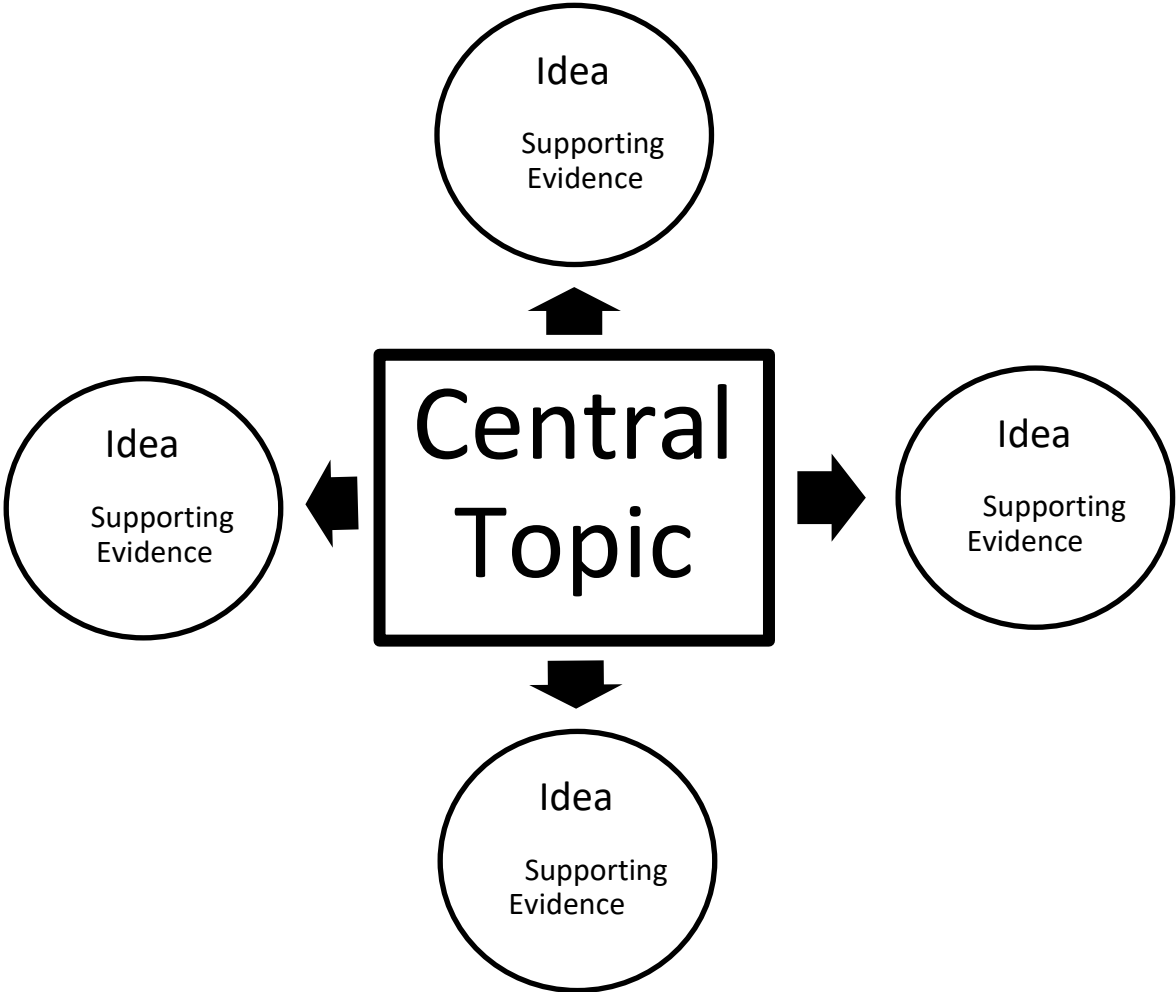 Idea
Supporting
Evidence
Central
Topic
Idea
Supporting
Evidence
Idea
Supporting
Evidence
Idea
Supporting
Evidence